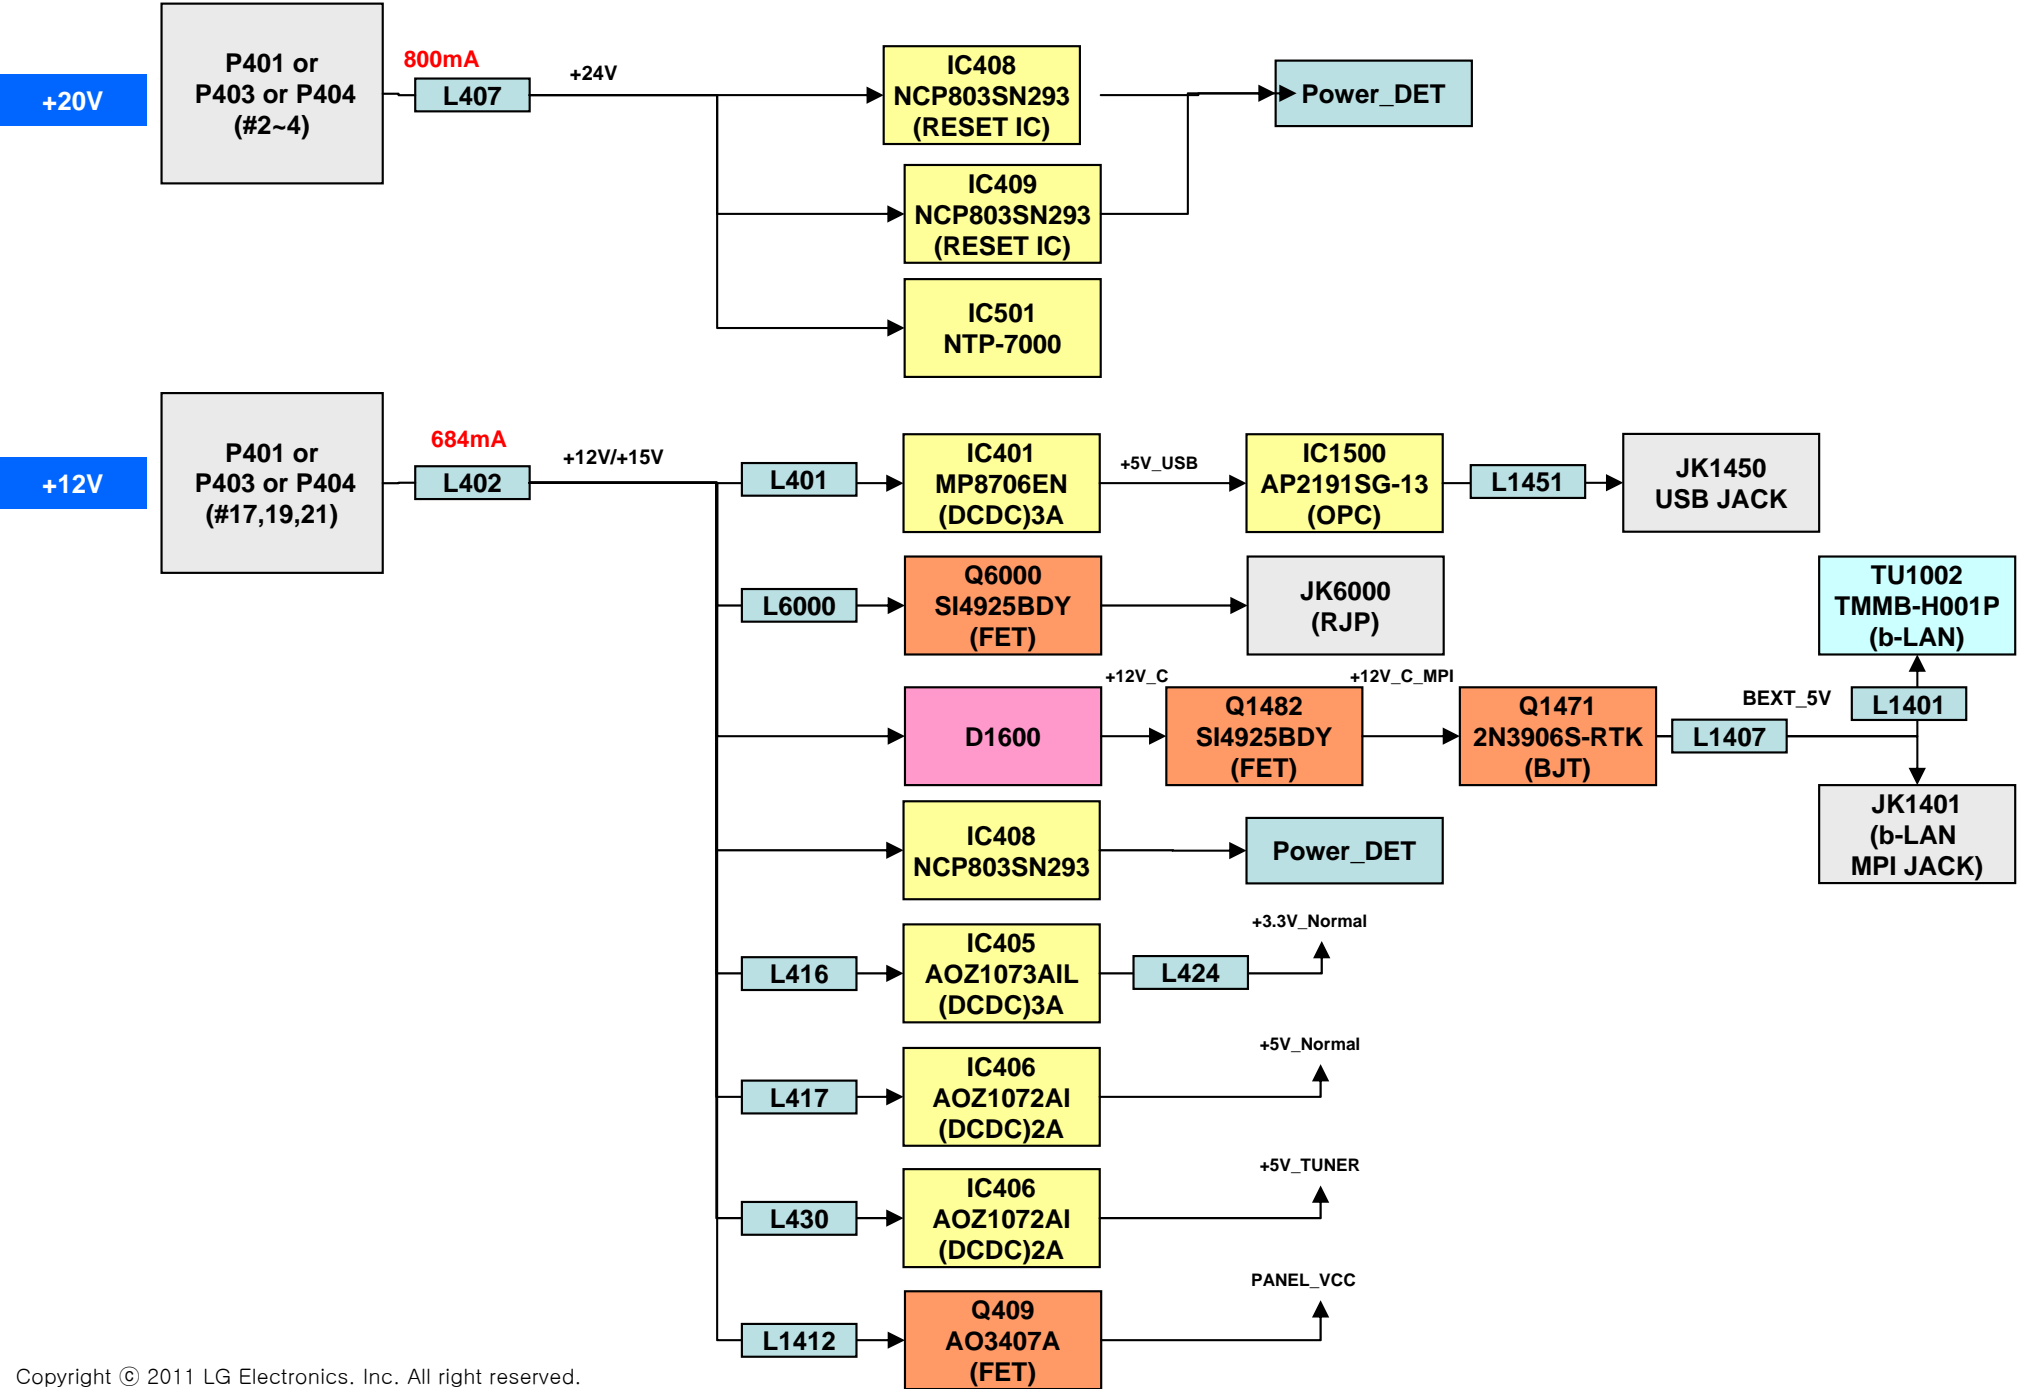 +20V
P401 or
P403 or P404
(#2~4)
800mA
L407
+24V
IC408
NCP803SN293
(RESET IC)
Power_DET
IC409
NCP803SN293
(RESET IC)
IC501
NTP-7000
+12V
P401 or
P403 or P404
(#17,19,21)
684mA
L402
+12V/+15V
L401
IC401
MP8706EN
(DCDC)3A
+5V_USB
IC1500
AP2191SG-13
(OPC)
L1451
JK1450
USB JACK
L6000
Q6000
SI4925BDY
(FET)
JK6000
(RJP)
TU1002
TMMB-H001P
(b-LAN)
D1600
+12V_C
Q1482
SI4925BDY
(FET)
+12V_C_MPI
Q1471
2N3906S-RTK
(BJT)
L1407
BEXT_5V
L1401
JK1401
(b-LAN
MPI JACK)
IC408
NCP803SN293
Power_DET
L416
IC405
AOZ1073AIL
(DCDC)3A
L424
+3.3V_Normal
L417
IC406
AOZ1072AI
(DCDC)2A
+5V_Normal
L430
IC406
AOZ1072AI
(DCDC)2A
+5V_TUNER
L1412
Q409
AO3407A
(FET)
PANEL_VCC
Copyright ⓒ 2011 LG Electronics. Inc. All right reserved.